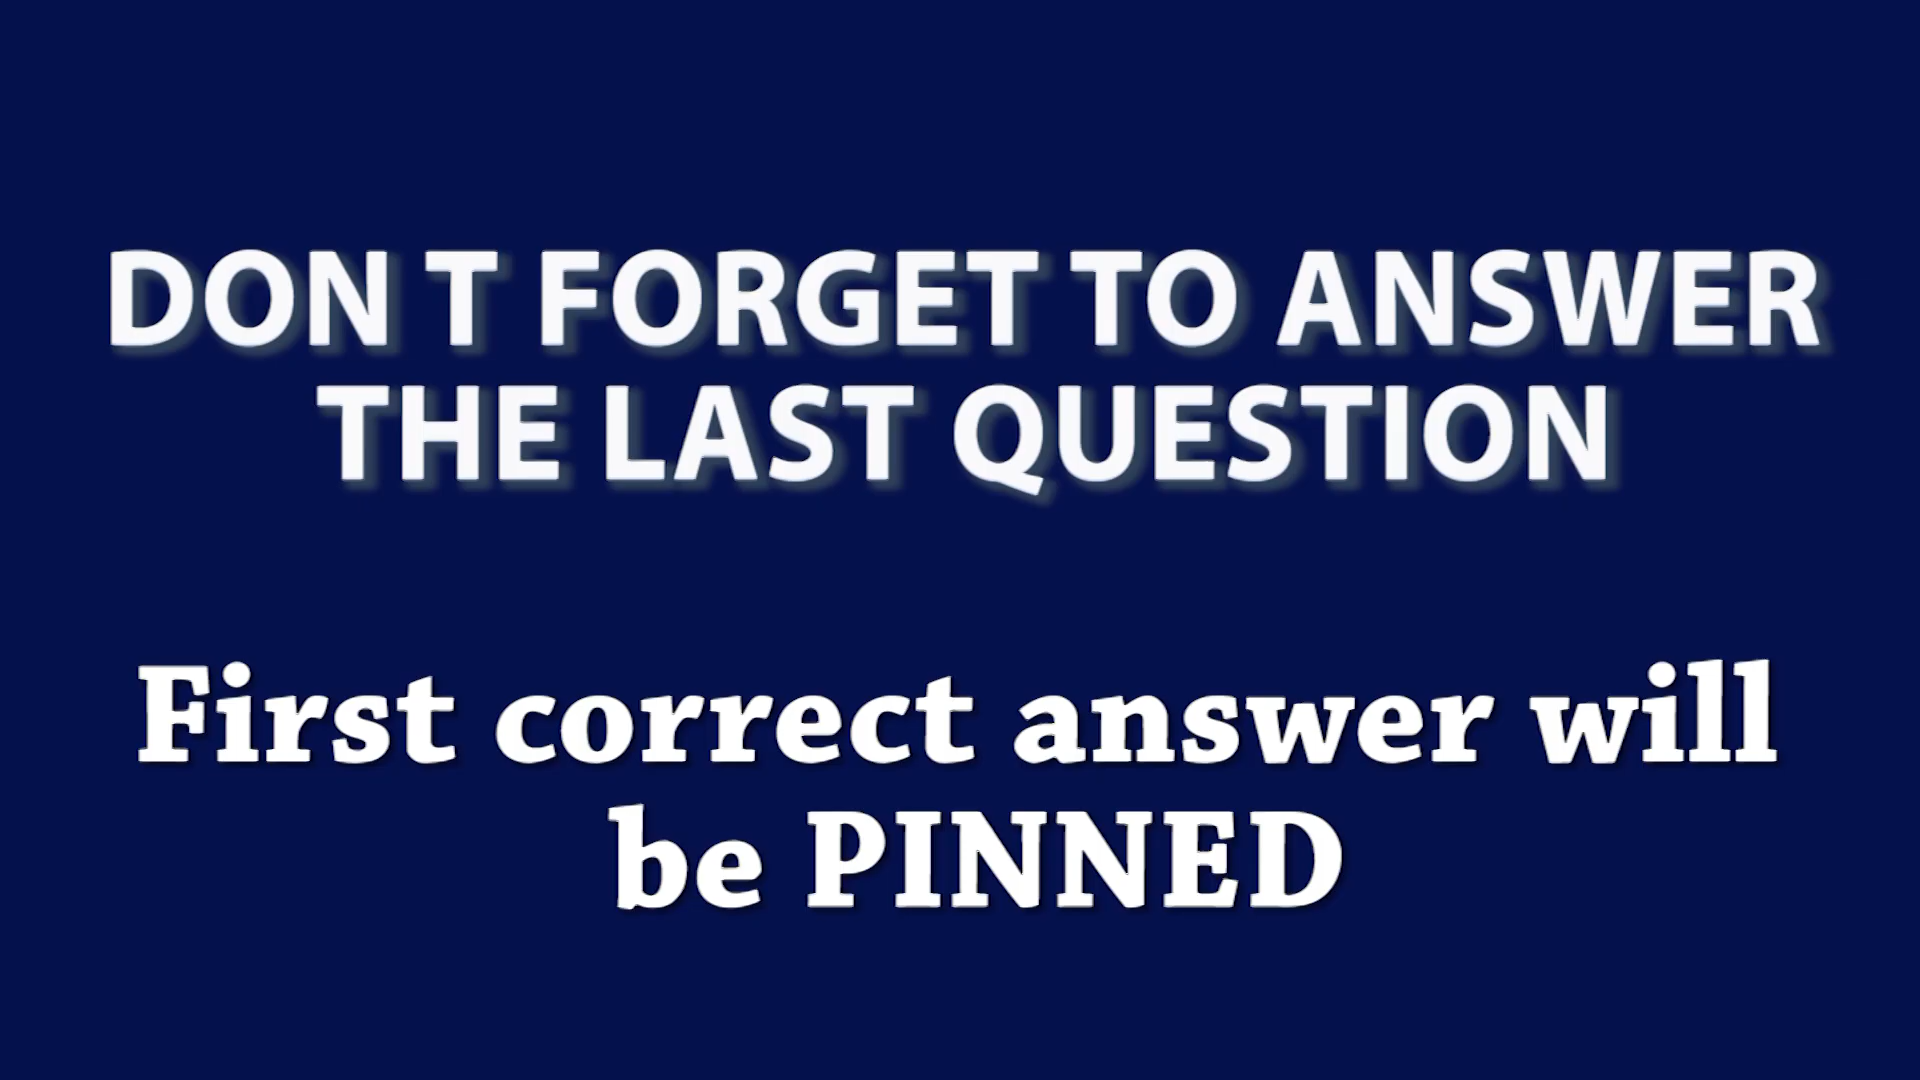 DON T FORGET TO ANSWER
THE LAST QUESTION
First correct answer will
be PINNED